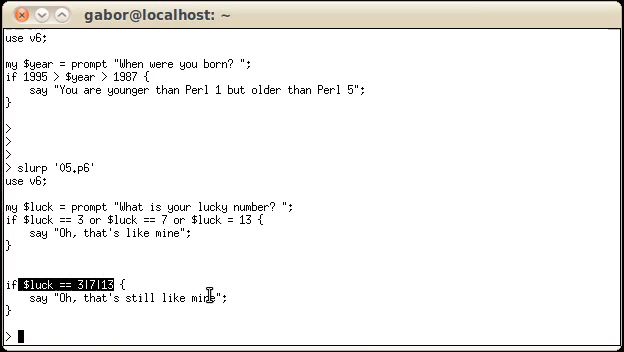 gabor@localhost: ~
use v6;
my $year = prompt "When were you born? ";
if 1995 > $year > 1987 {
    say "You are younger than Perl 1 but older than Perl 5";
}
>
>
>
> slurp '05.p6'
use v6;
my $luck = prompt "What is your lucky number? ";
if $luck == 3 or $luck == 7 or $luck = 13 {
    say "Oh, that's like mine";
}
if $luck == 3|7|13 {
    say "Oh, that's still like mine";
}
>